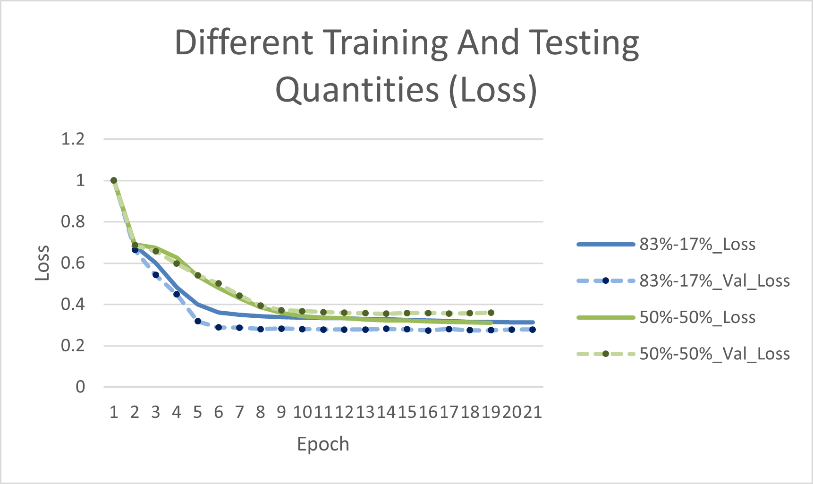 Different Training And Testing
Quantities (Loss)
1.2
1
0.8
0.6
0.4
0.2
0
Loss
1 2 3 4 5 6 7 8 9 10 11 12 13 14 15 16 17 18 19 20 21
Epoch
83%-17%_Loss
83%-17%_Val_Loss
50%-50%_Loss
50%-50%_Val_Loss